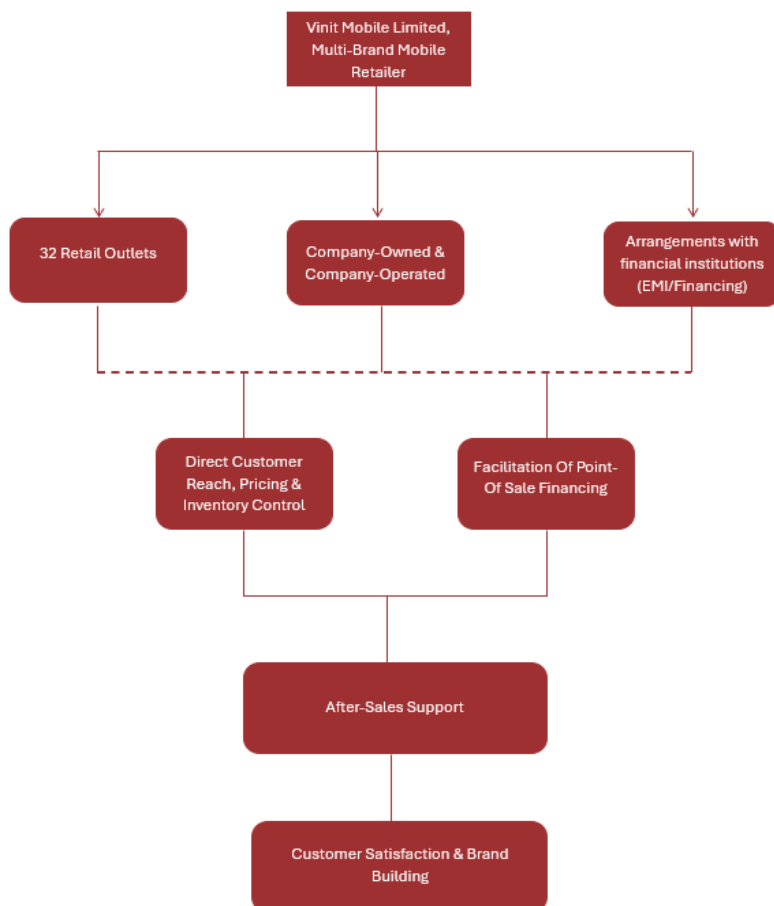 Vinit Mobile Limited,
Multi-Brand Mobile
Retailer
32 Retail Outlets
Company-Owned &
Company-Operated
Arrangements with
financial institutions
(EMI/Financing)
Direct Customer
Reach, Pricing &
Inventory Control
Facilitation Of Point-
Of Sale Financing
After-Sales Support
Customer Satisfaction & Brand
Building